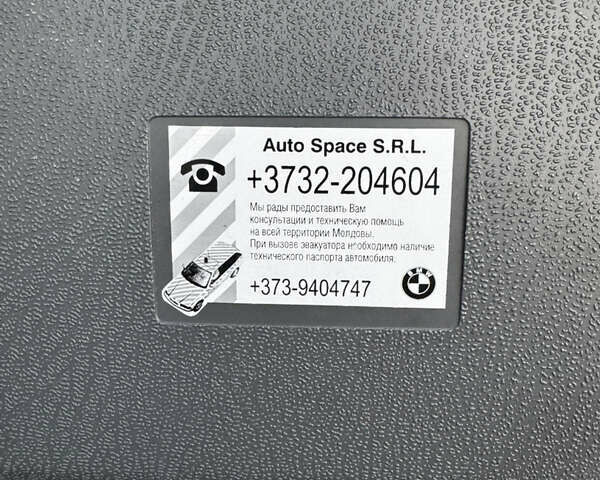 Auto Space S.R.L.
+3732-204604
Мы рады предоставить Вам
консультации и техническую помощь
на всей территории Молдовы.
При вызове эвакуатора необходимо наличие
технического паспорта автомобиля.
+373-9404747
BMW